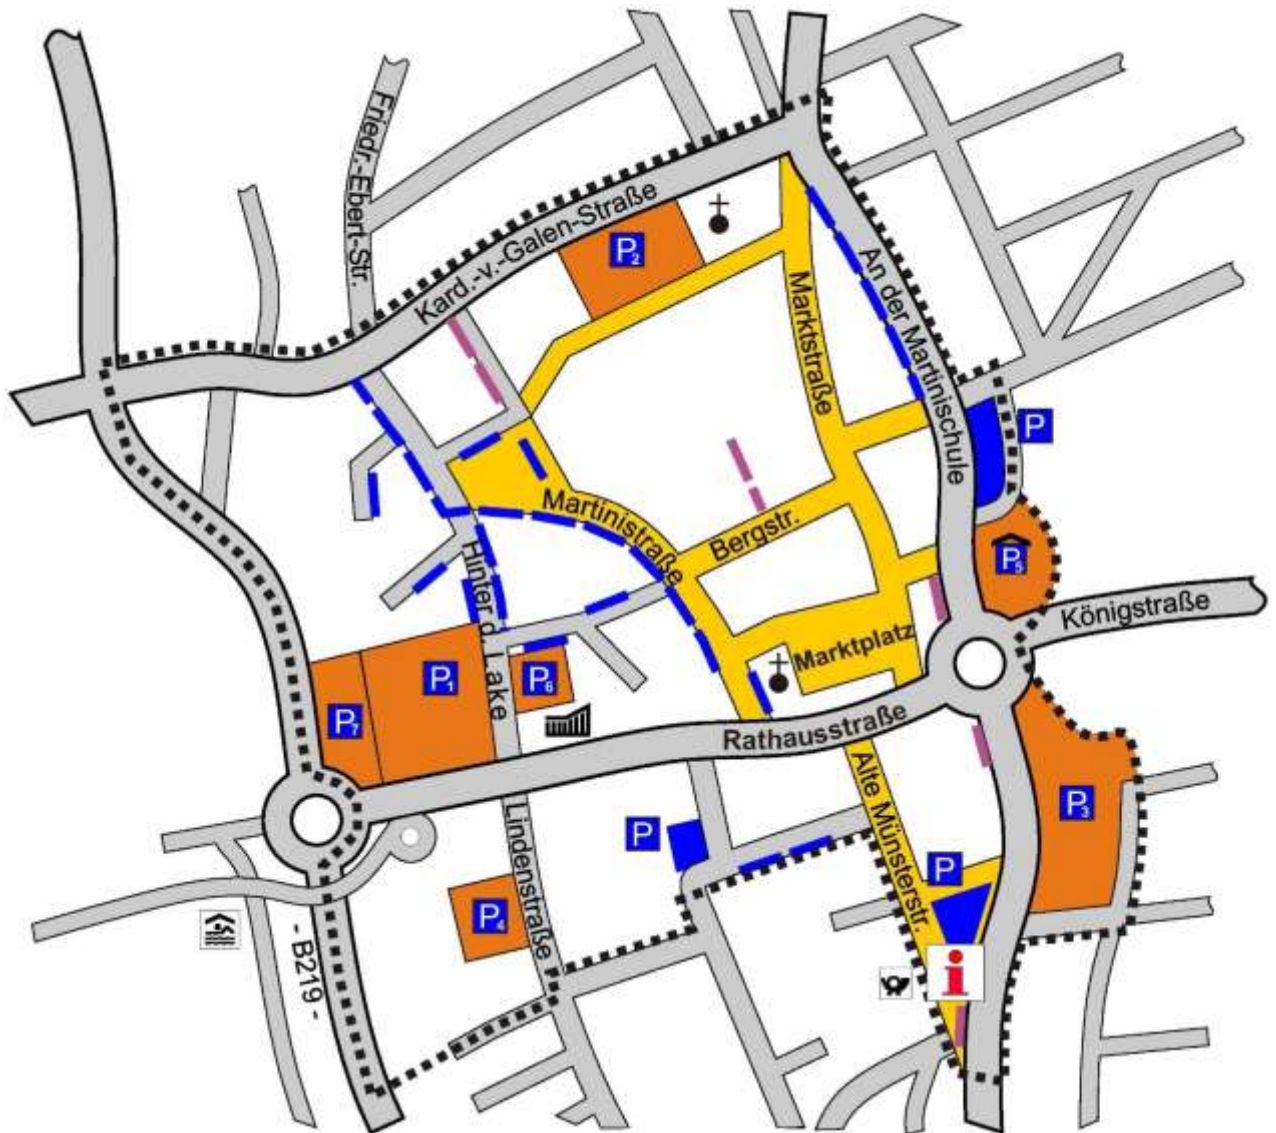 Friedr.-Ebert-Str.
Kard.-v.-Galen-Straße
P2
An der Martinischule
Marktstraße
P
Martinistraße
Bergstr.
Hinter d. Lake
P5
Königstraße
Marktplatz
P1
P6
P7
Rathausstraße
Alte Münsterstr.
P3
Lindenstraße
P
P
P4
- B219 -
i